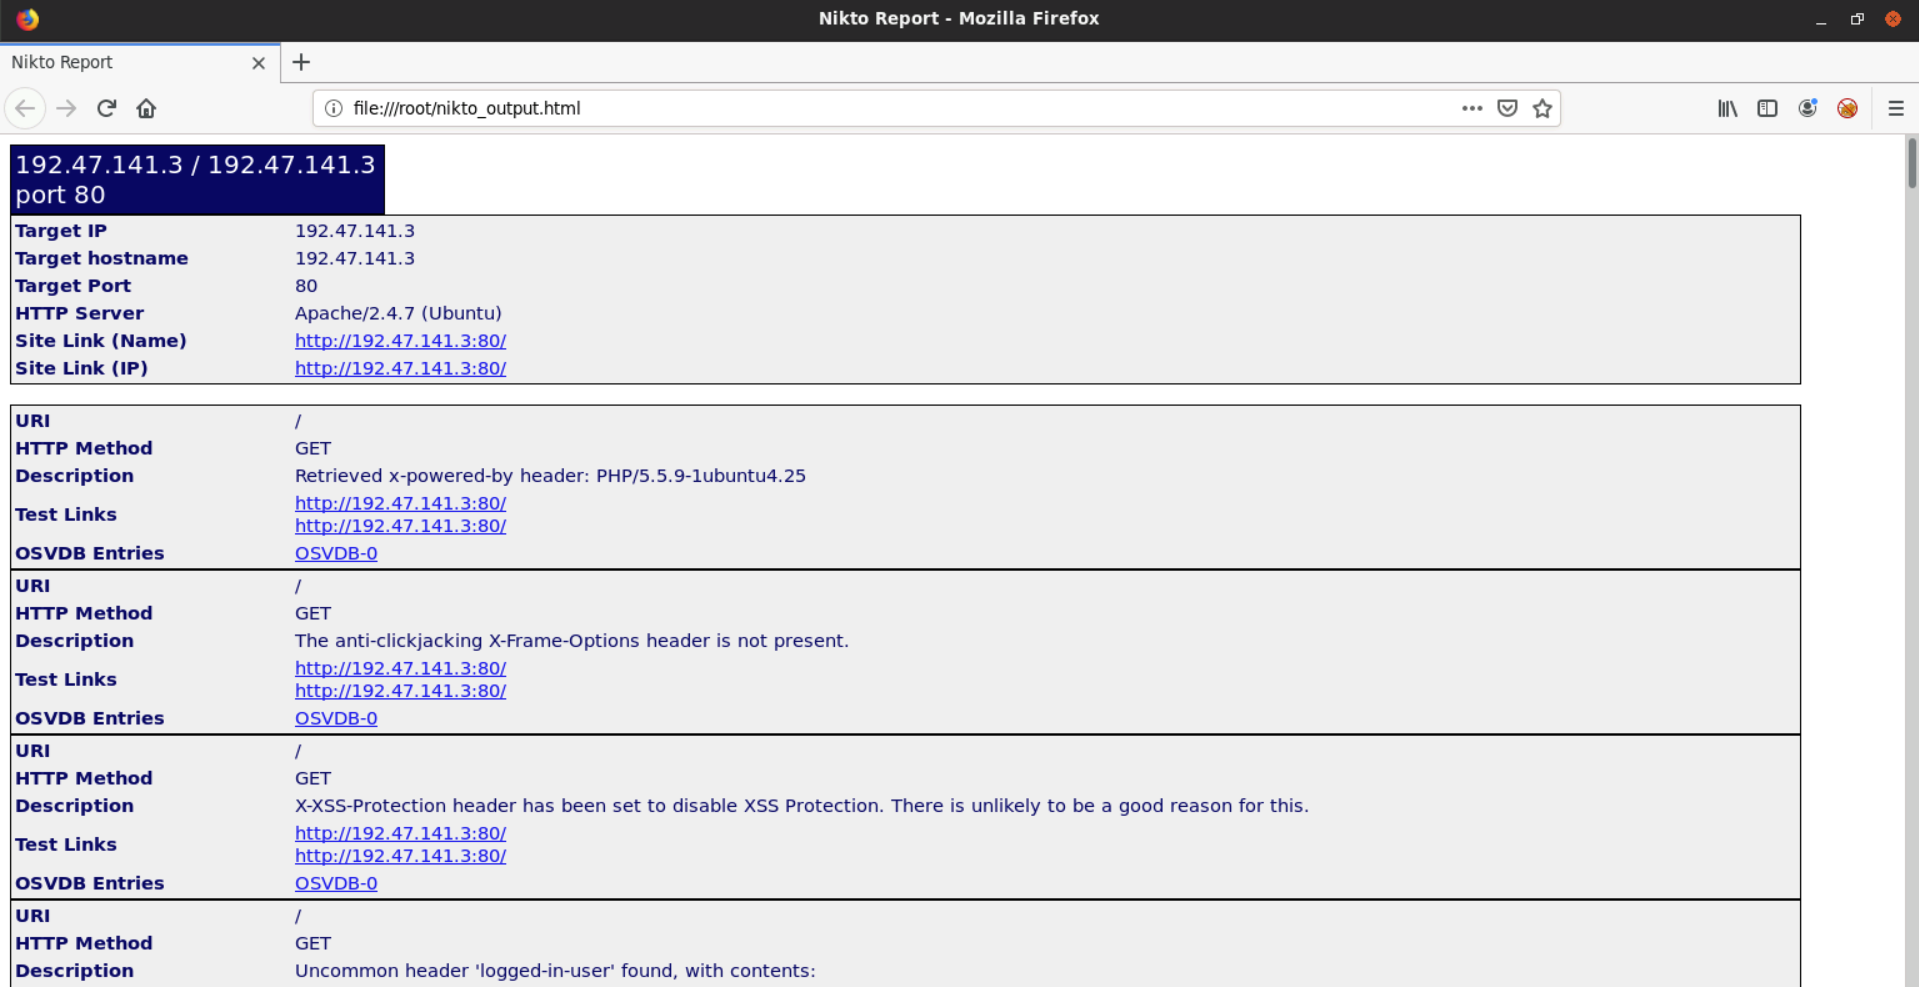 Nikto Report - Mozilla Firefox
Nikto Report
file:///root/nikto_output.html
192.47.141.3 / 192.47.141.3
port 80
Target IP 192.47.141.3
Target hostname 192.47.141.3
Target Port 80
HTTP Server Apache/2.4.7 (Ubuntu)
Site Link (Name) http://192.47.141.3:80/
Site Link (IP) http://192.47.141.3:80/
URI /
HTTP Method GET
Description Retrieved x-powered-by header: PHP/5.5.9-1ubuntu4.25
Test Links http://192.47.141.3:80/
http://192.47.141.3:80/
OSVDB Entries OSVDB-0
URI /
HTTP Method GET
Description The anti-clickjacking X-Frame-Options header is not present.
Test Links http://192.47.141.3:80/
http://192.47.141.3:80/
OSVDB Entries OSVDB-0
URI /
HTTP Method GET
Description X-XSS-Protection header has been set to disable XSS Protection. There is unlikely to be a good reason for this.
Test Links http://192.47.141.3:80/
http://192.47.141.3:80/
OSVDB Entries OSVDB-0
URI /
HTTP Method GET
Description Uncommon header 'logged-in-user' found, with contents: